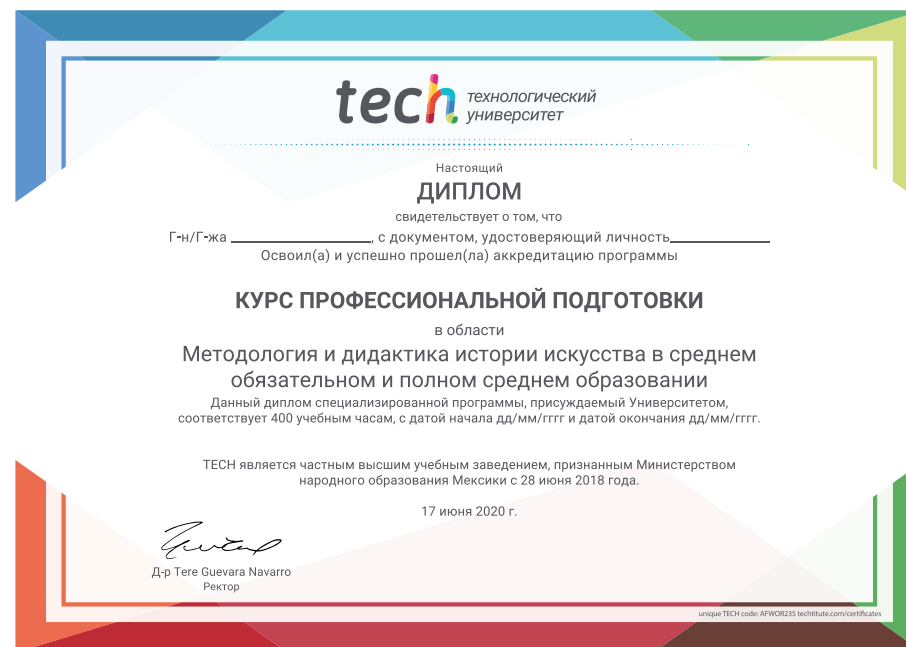 tech технологический
университет
Настоящий
ДИПЛОМ
свидетельствует о том, что
Г-н/Г-жа ____________________, с документом, удостоверяющий личность______________
Освоил(а) и успешно прошел(ла) аккредитацию программы
КУРС ПРОФЕССИОНАЛЬНОЙ ПОДГОТОВКИ
в области
Методология и дидактика истории искусства в среднем
обязательном и полном среднем образовании
Данный диплом специализированной программы, присуждаемый Университетом,
соответствует 400 учебным часам, с датой начала дд/мм/гггг и датой окончания дд/мм/гггг.
TECH является частным высшим учебным заведением, признанным Министерством
народного образования Мексики с 28 июня 2018 года.
17 июня 2020 г.
Д-р Tere Guevara Navarro
Ректор
unique TECH code: AFWOR23S techtitute.com/certificates